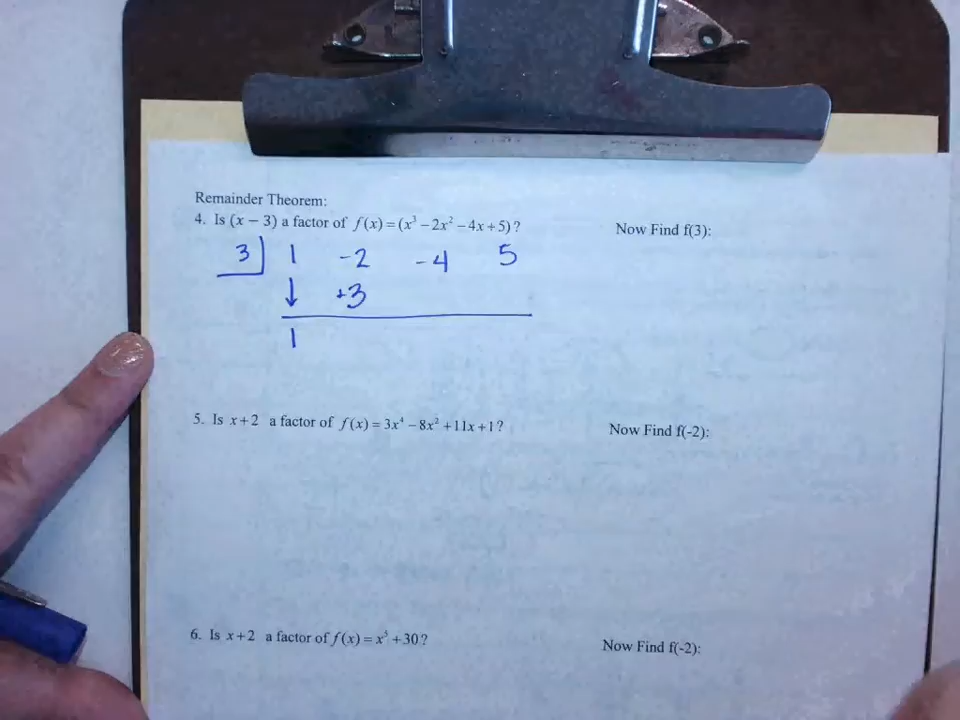 Remainder Theorem:
4. Is (x − 3) a factor of f(x) = (x³ − 2x² − 4x + 5)?
Now Find f(3):
3 1 -2 -4 5
↓ +3
1
5. Is x+2 a factor of f(x) = 3x⁴ − 8x² + 11x + 1?
Now Find f(-2):
6. Is x+2 a factor of f(x) = x⁵ + 30?
Now Find f(-2):